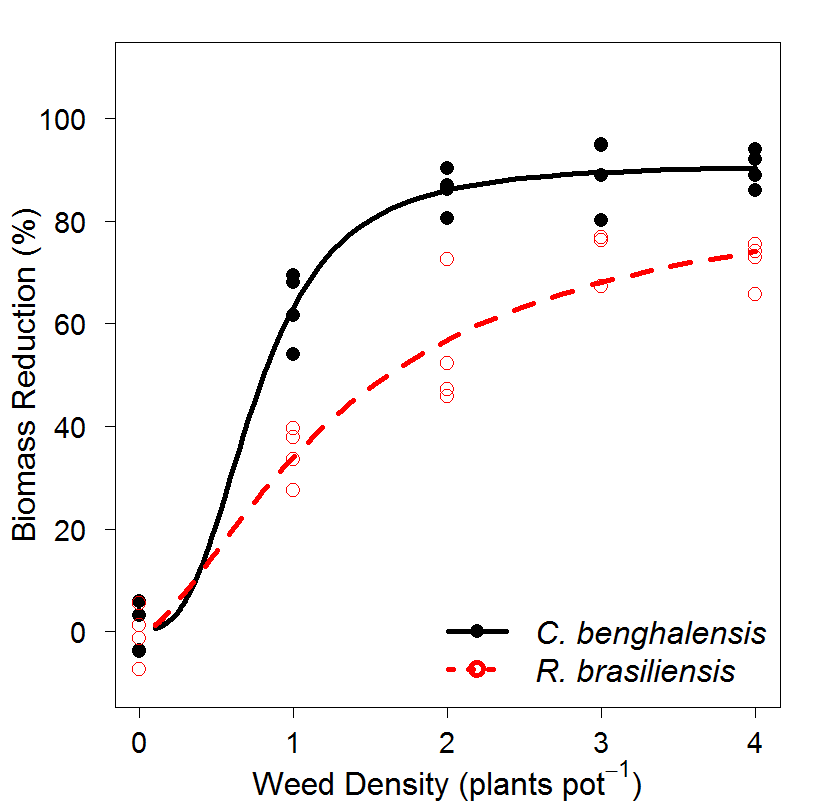 Biomass Reduction (%)
100
80
60
40
20
0
C. benghalensis
R. brasiliensis
0 1 2 3 4
Weed Density (plants pot⁻¹)